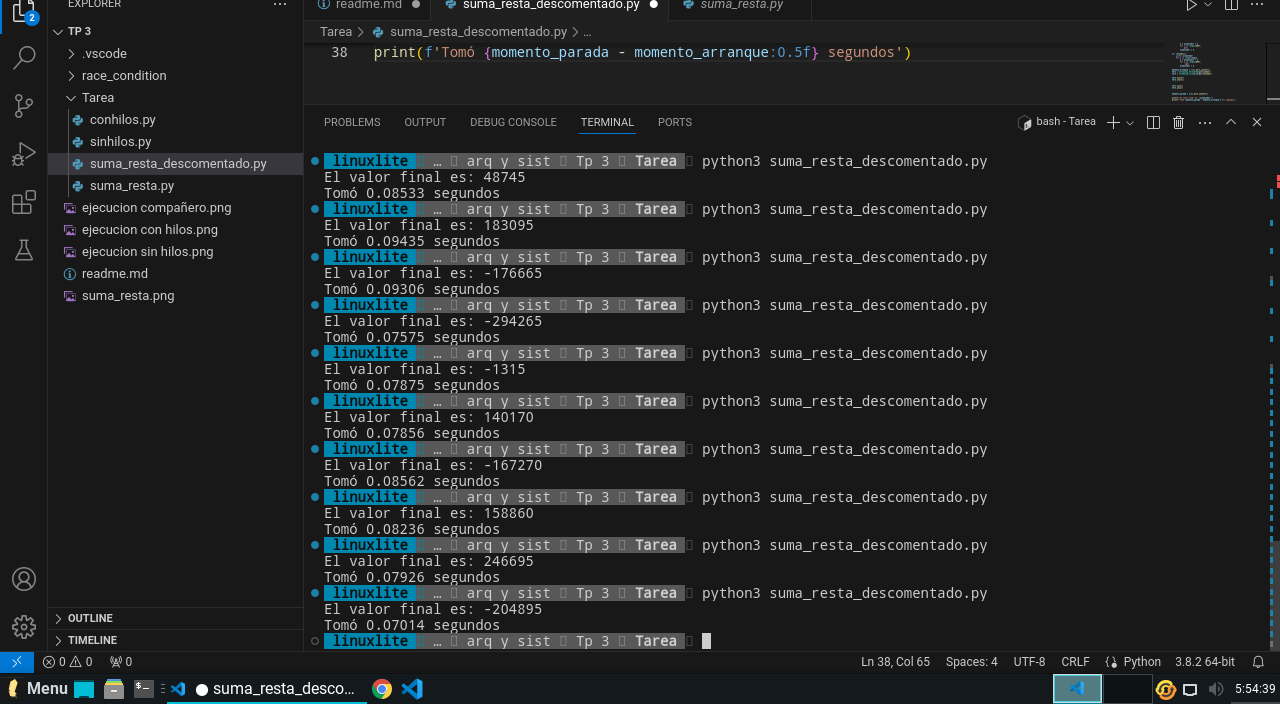 EXPLORER
2
TP 3
.vscode
race_condition
Tarea
conhilos.py
sinhilos.py
suma_resta_descomentado.py
suma_resta.py
ejecucion compañero.png
ejecucion con hilos.png
ejecucion sin hilos.png
readme.md
suma_resta.png
OUTLINE
TIMELINE
readme.md
suma_resta_descomentado.py
suma_resta.py
Tarea > suma_resta_descomentado.py > ...
38 print(f'Tomó {momento_parada - momento_arranque:0.5f} segundos')
PROBLEMS OUTPUT DEBUG CONSOLE TERMINAL PORTS
bash - Tarea
linuxlite … arq y sist Tp 3 Tarea python3 suma_resta_descomentado.py
El valor final es: 48745
Tomó 0.08533 segundos
linuxlite … arq y sist Tp 3 Tarea python3 suma_resta_descomentado.py
El valor final es: 183095
Tomó 0.09435 segundos
linuxlite … arq y sist Tp 3 Tarea python3 suma_resta_descomentado.py
El valor final es: -176665
Tomó 0.09306 segundos
linuxlite … arq y sist Tp 3 Tarea python3 suma_resta_descomentado.py
El valor final es: -294265
Tomó 0.07575 segundos
linuxlite … arq y sist Tp 3 Tarea python3 suma_resta_descomentado.py
El valor final es: -1315
Tomó 0.07875 segundos
linuxlite … arq y sist Tp 3 Tarea python3 suma_resta_descomentado.py
El valor final es: 140170
Tomó 0.07856 segundos
linuxlite … arq y sist Tp 3 Tarea python3 suma_resta_descomentado.py
El valor final es: -167270
Tomó 0.08562 segundos
linuxlite … arq y sist Tp 3 Tarea python3 suma_resta_descomentado.py
El valor final es: 158860
Tomó 0.08236 segundos
linuxlite … arq y sist Tp 3 Tarea python3 suma_resta_descomentado.py
El valor final es: 246695
Tomó 0.07926 segundos
linuxlite … arq y sist Tp 3 Tarea python3 suma_resta_descomentado.py
El valor final es: -204895
Tomó 0.07014 segundos
linuxlite … arq y sist Tp 3 Tarea
0 0 0 Ln 38, Col 65 Spaces: 4 UTF-8 CRLF Python 3.8.2 64-bit
Menu suma_resta_desco... 5:54:39